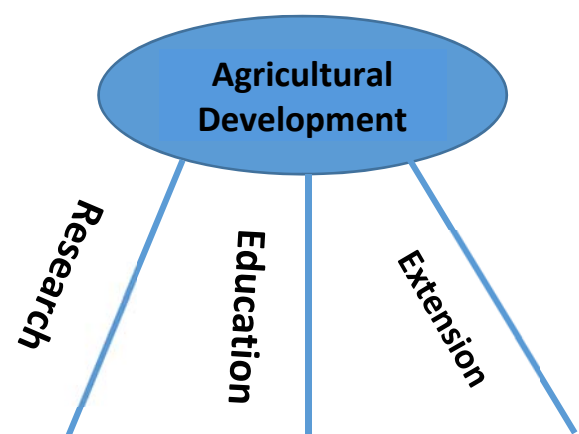 Agricultural
Development
Research
Education
Extension